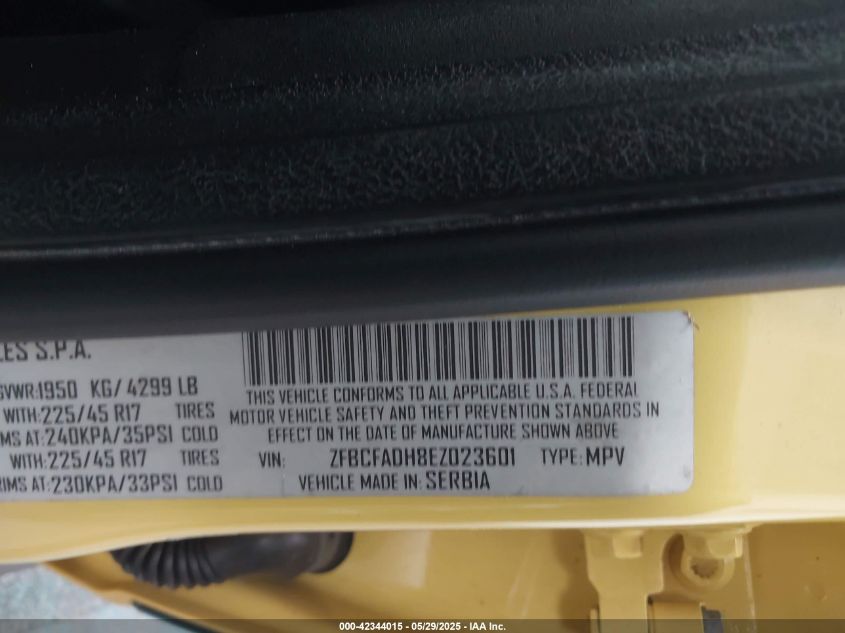 LES S.P.A.
GVWR:1950 KG/ 4299 LB
WITH:225/45 R17 TIRES
RIMS AT:240KPA/35PSI COLD
WITH:225/45 R17 TIRES
RIMS AT:230KPA/33PSI COLD
THIS VEHICLE CONFORMS TO ALL APPLICABLE U.S.A. FEDERAL
MOTOR VEHICLE SAFETY AND THEFT PREVENTION STANDARDS IN
EFFECT ON THE DATE OF MANUFACTURE SHOWN ABOVE
VIN: ZFBCFADH8EZ023601 TYPE:MPV
VEHICLE MADE IN: SERBIA
000-42344015 - 05/29/2025 - IAA Inc.